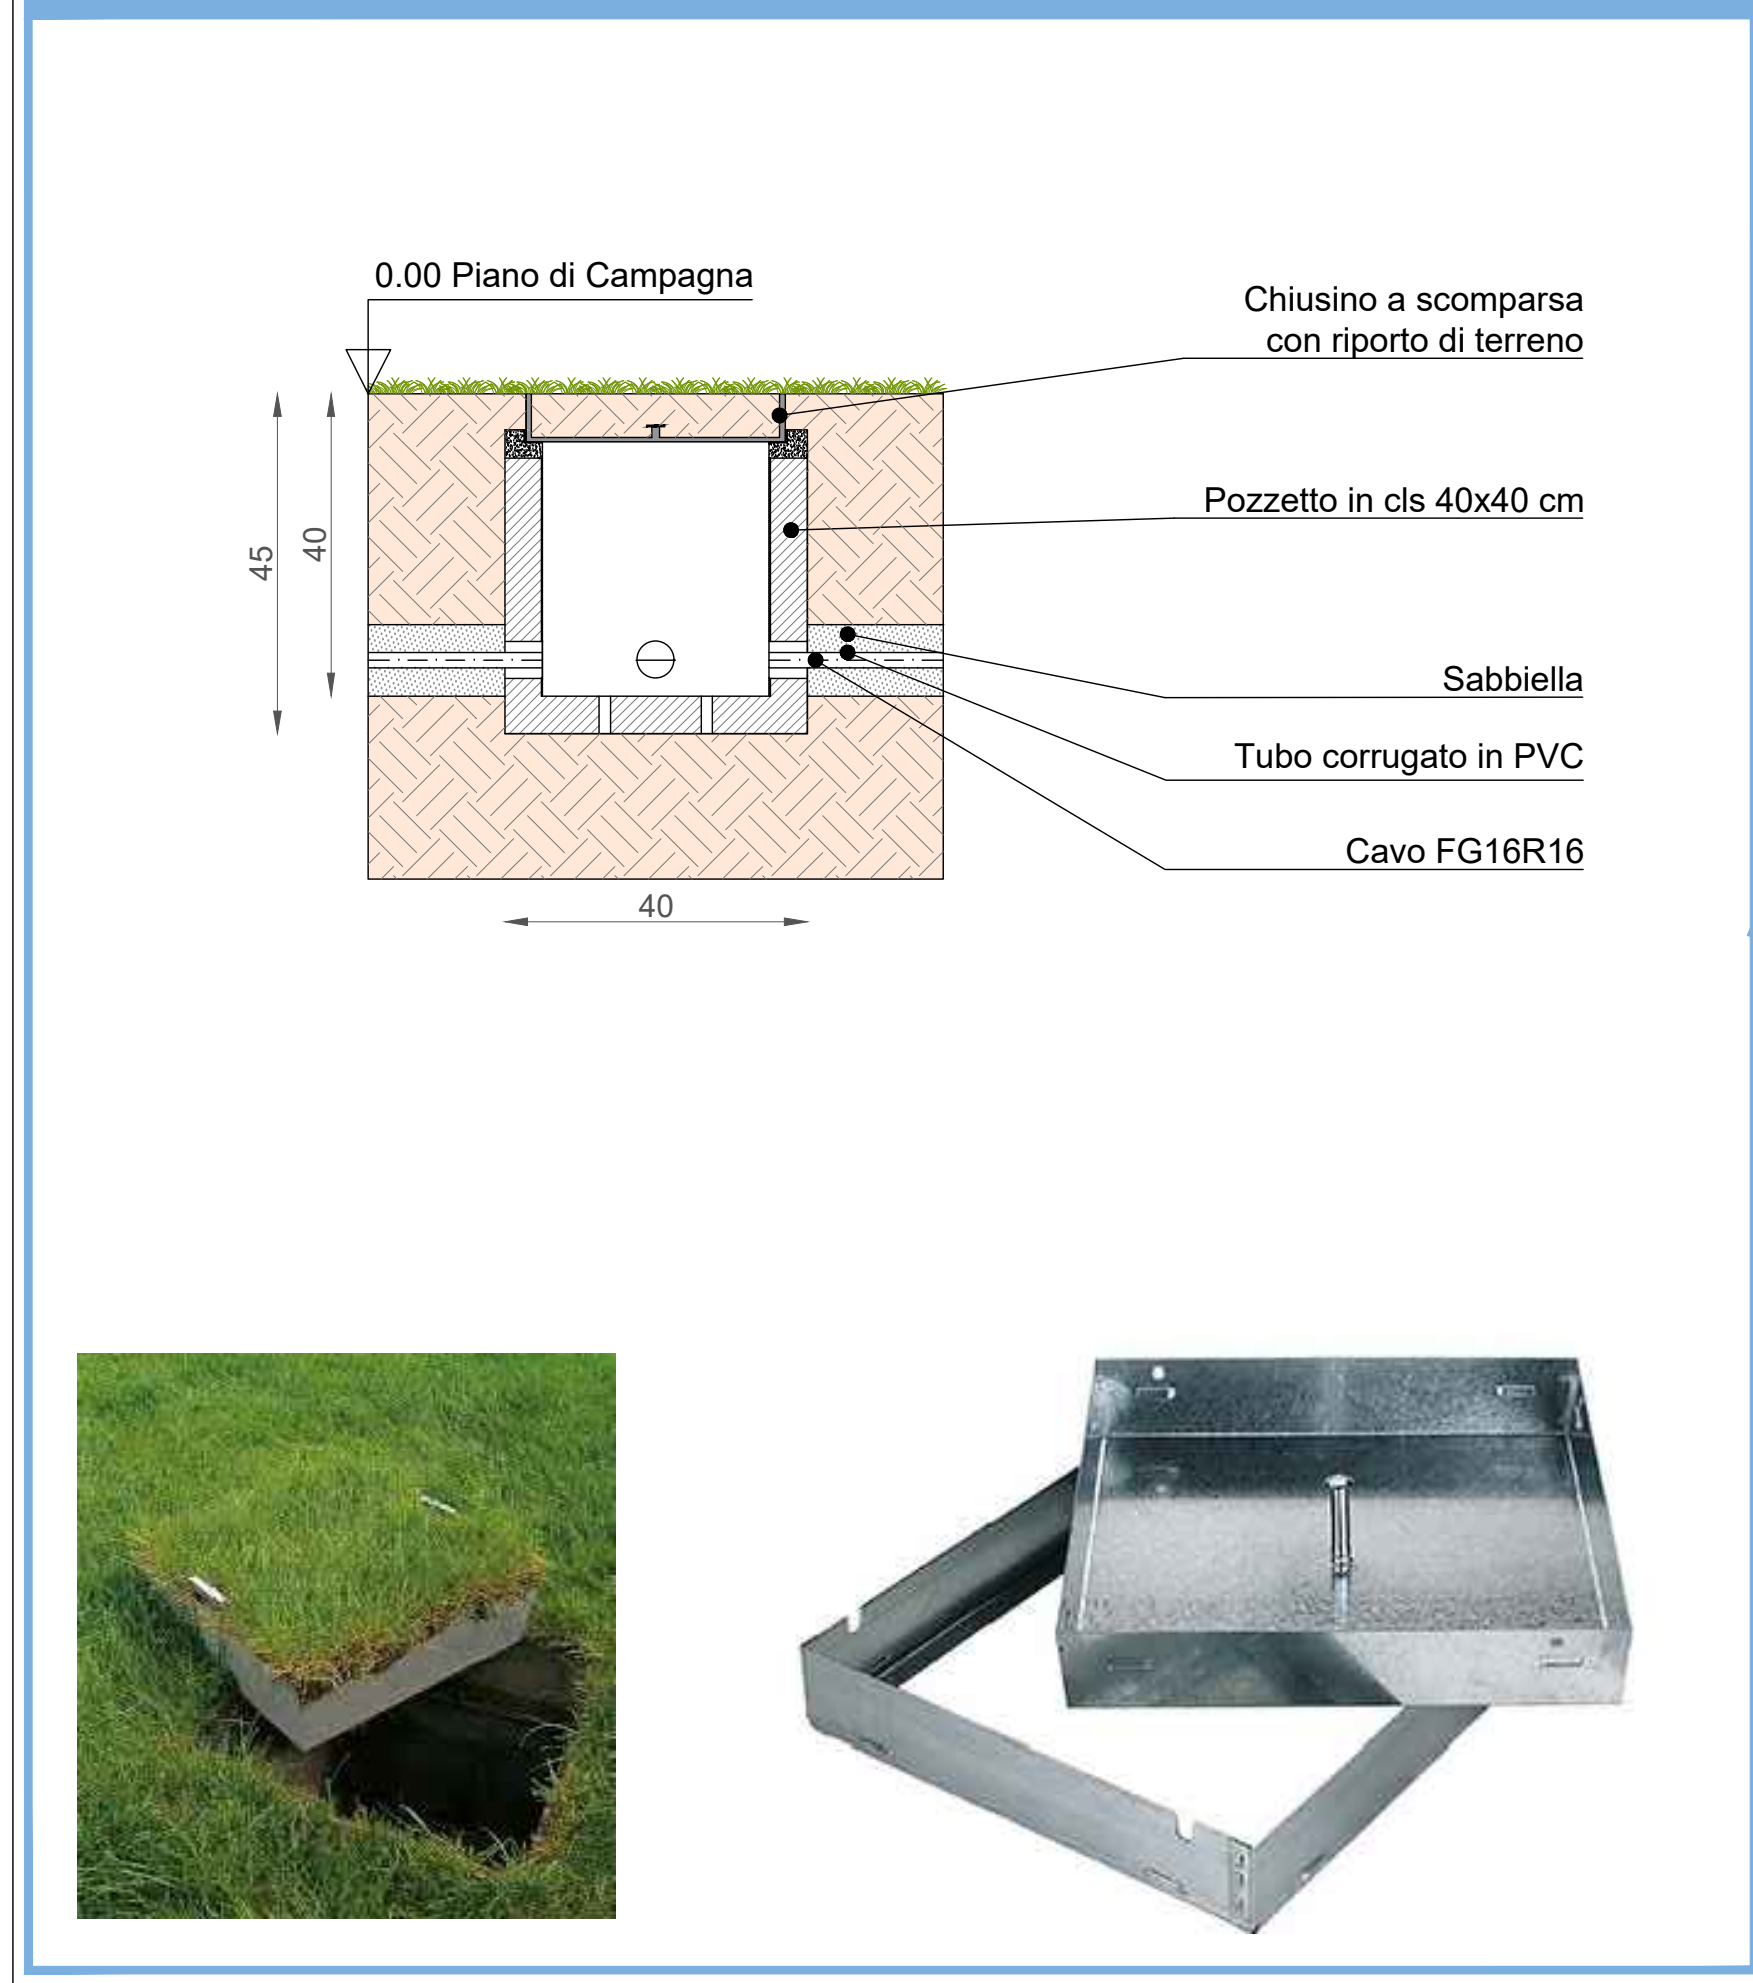 0.00 Piano di Campagna
Chiusino a scomparsa
con riporto di terreno
Pozzetto in cls 40x40 cm
45
40
Sabbiella
Tubo corrugato in PVC
Cavo FG16R16
40